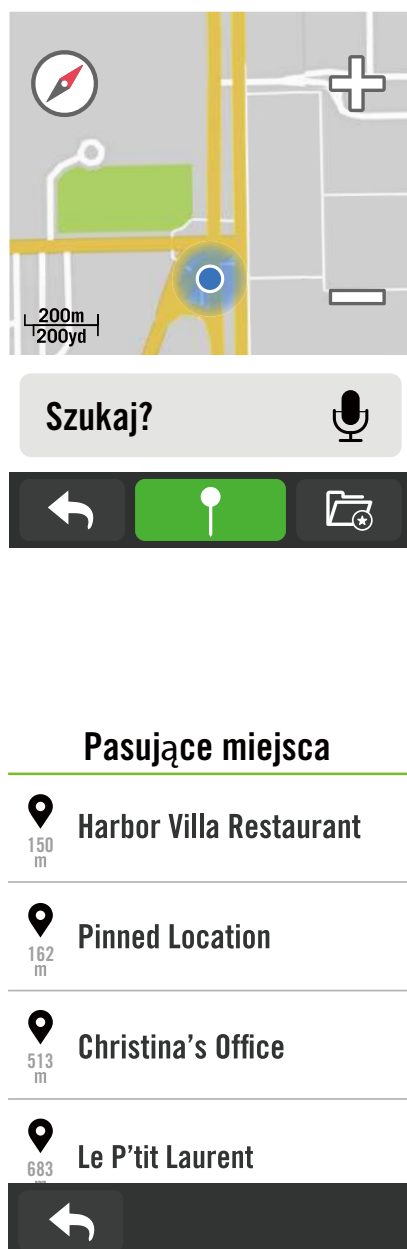 200m
200yd
Szukaj?
Pasujące miejsca
Harbor Villa Restaurant
150
m
Pinned Location
162
m
Christina's Office
513
m
Le P'tit Laurent
683